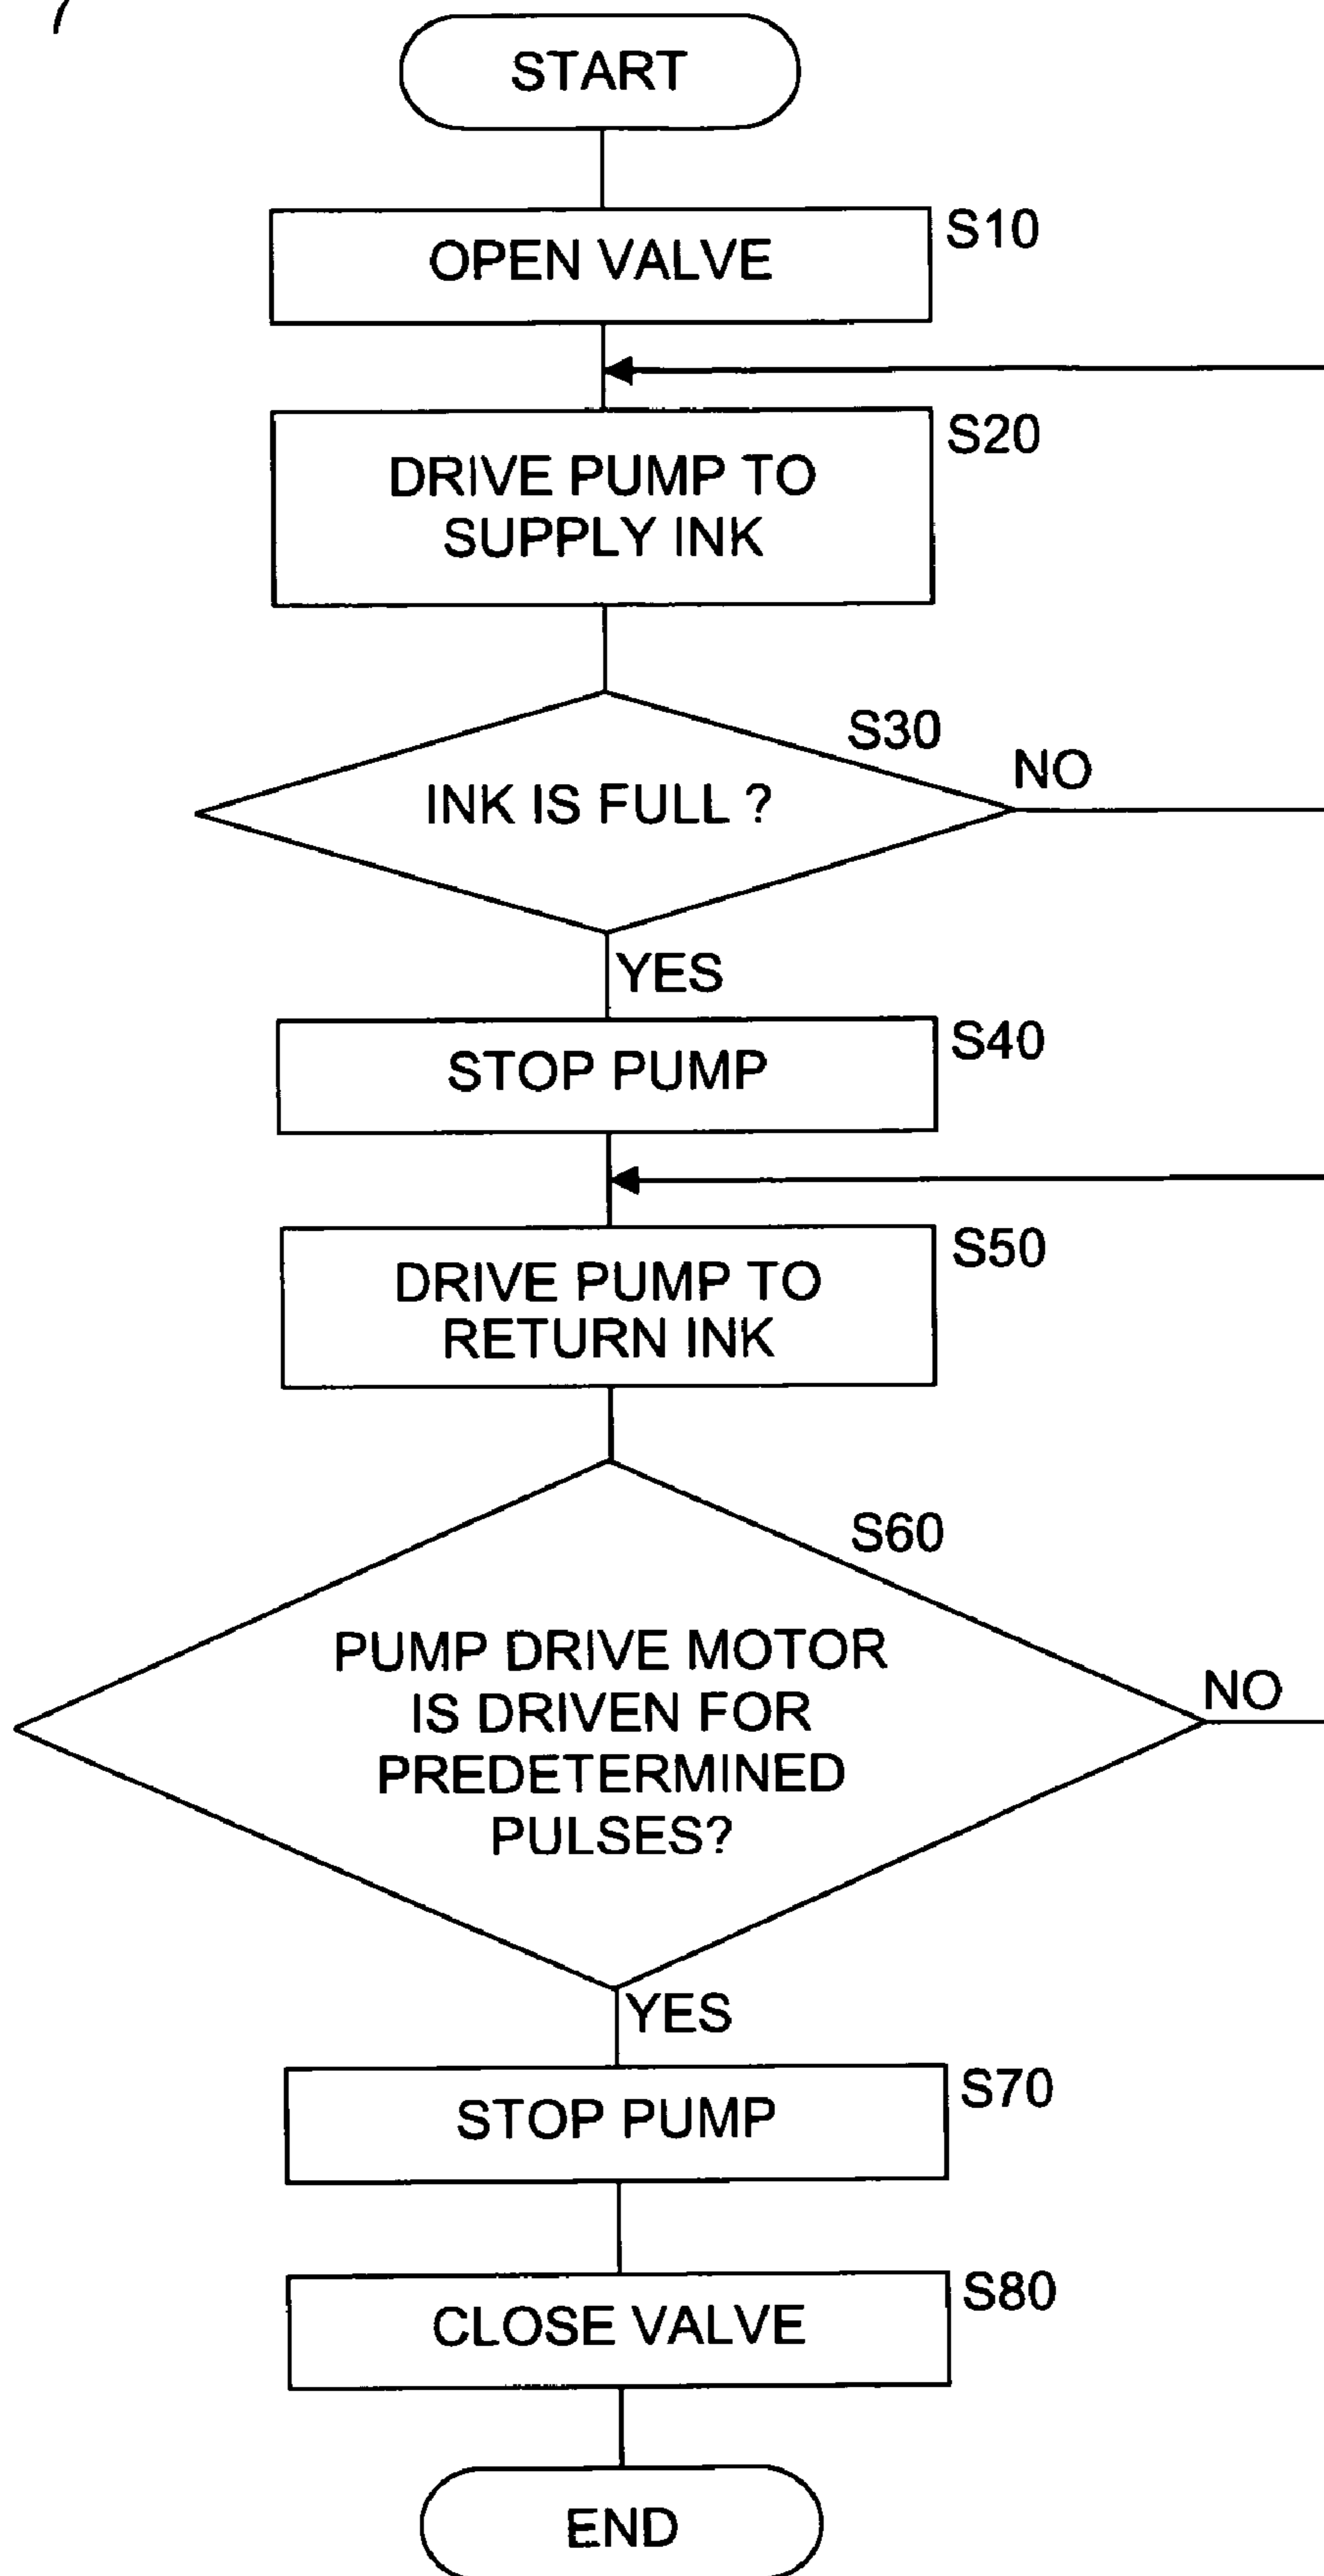 START
OPEN VALVE
S10
DRIVE PUMP TO
SUPPLY INK
S20
INK IS FULL ?
S30
NO
YES
STOP PUMP
S40
DRIVE PUMP TO
RETURN INK
S50
S60
PUMP DRIVE MOTOR
IS DRIVEN FOR
PREDETERMINED
PULSES?
NO
YES
STOP PUMP
S70
CLOSE VALVE
S80
END